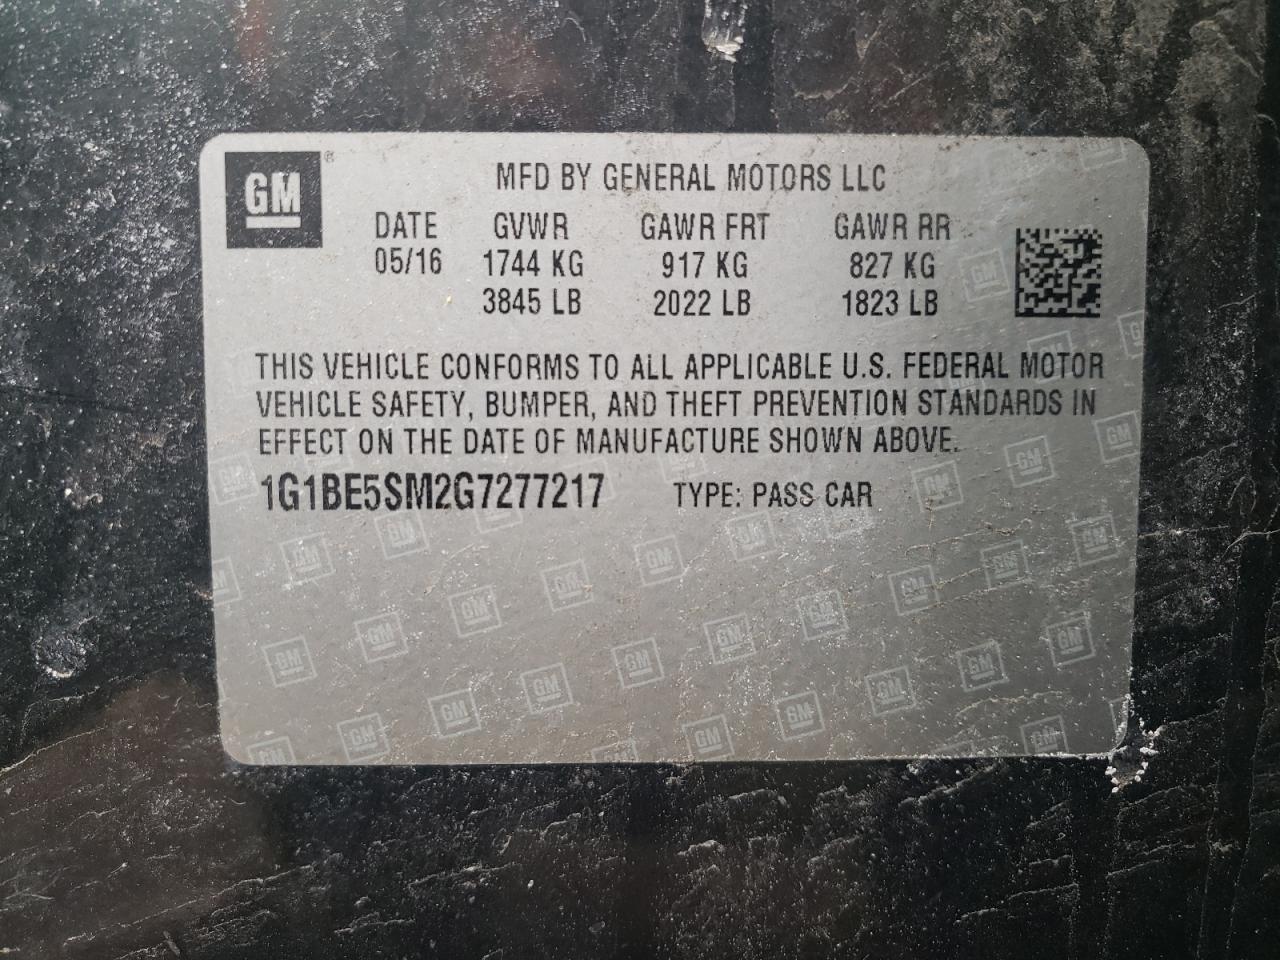 GM ®
MFD BY GENERAL MOTORS LLC
DATE GVWR GAWR FRT GAWR RR
05/16 1744 KG 917 KG 827 KG
3845 LB 2022 LB 1823 LB
THIS VEHICLE CONFORMS TO ALL APPLICABLE U.S. FEDERAL MOTOR
VEHICLE SAFETY, BUMPER, AND THEFT PREVENTION STANDARDS IN
EFFECT ON THE DATE OF MANUFACTURE SHOWN ABOVE.
1G1BE5SM2G7277217 TYPE: PASS CAR